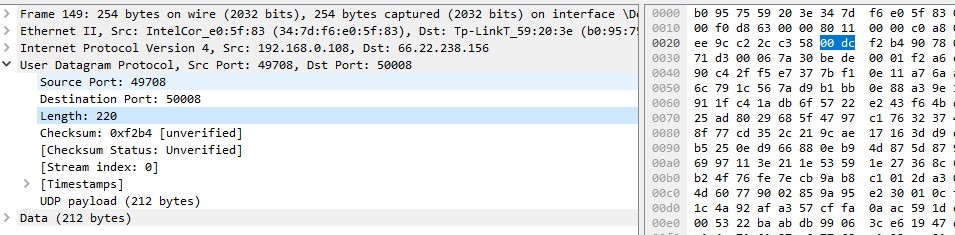 Frame 149: 254 bytes on wire (2032 bits), 254 bytes captured (2032 bits) on interface \De
Ethernet II, Src: IntelCor_e0:5f:83 (34:7d:f6:e0:5f:83), Dst: Tp-LinkT_59:20:3e (b0:95:75
Internet Protocol Version 4, Src: 192.168.0.108, Dst: 66.22.238.156
User Datagram Protocol, Src Port: 49708, Dst Port: 50008
Source Port: 49708
Destination Port: 50008
Length: 220
Checksum: 0xf2b4 [unverified]
[Checksum Status: Unverified]
[Stream index: 0]
[Timestamps]
UDP payload (212 bytes)
Data (212 bytes)
0000 b0 95 75 59 20 3e 34 7d f6 e0 5f 83
0010 00 f0 d8 63 00 00 80 11 00 00 c0 a8
0020 ee 9c c2 2c c3 58 00 dc f2 b4 90 78
0030 71 d3 00 06 7a 30 be de 00 01 f2 a6
0040 90 c4 2f f5 e7 37 7b f1 0e 11 a7 6a
0050 6c 79 1c 56 7a d9 b1 bb 0e 88 a3 9e
0060 91 1f c4 1a db 6f 57 22 e2 43 f6 4b
0070 25 ad 80 29 68 5f 47 97 c1 76 32 37
0080 8f 77 cd 35 2c 21 9c ae 17 16 3d d9
0090 b5 25 0e d9 66 88 0e b9 4d 87 5d 87
00a0 69 97 11 3e 21 1e 53 59 1e 27 36 8c
00b0 b2 4f 76 fe 7e cb 9a b8 c1 01 2d a3
00c0 4d 60 77 90 02 85 9a 95 e2 30 01 0c
00d0 1c 4a 92 af a3 57 cf fa 0a ac 59 1d
00e0 00 53 22 ba ab db 99 06 3c e6 19 47